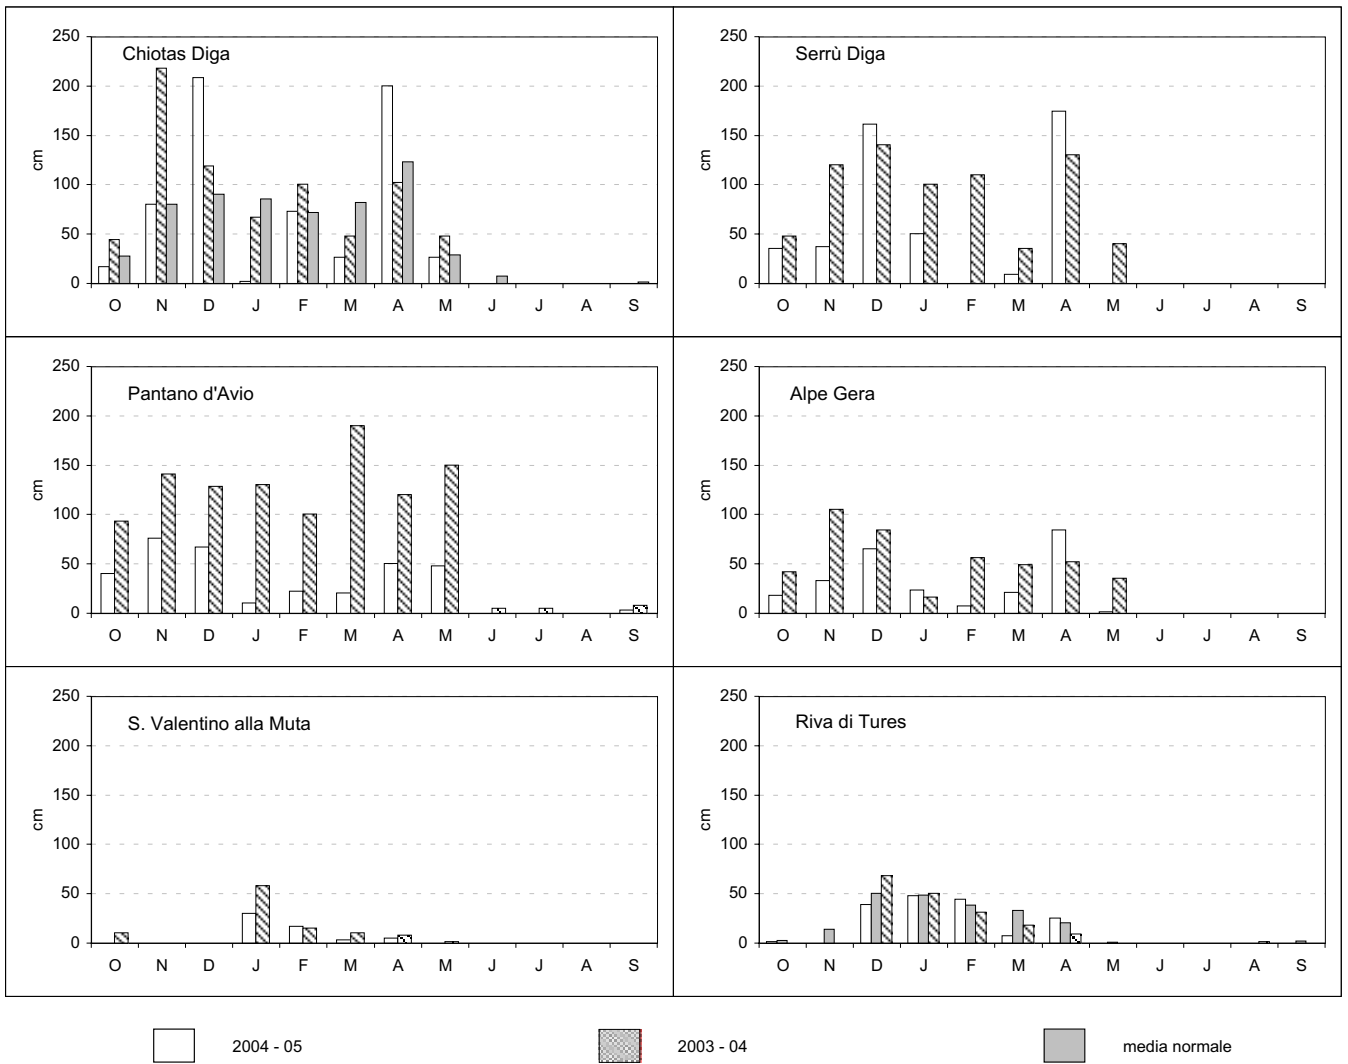 Chiotas Diga
250
200
150
100
50
0
cm
O N D J F M A M J J A S
Serrù Diga
250
200
150
100
50
0
cm
O N D J F M A M J J A S
Pantano d'Avio
250
200
150
100
50
0
cm
O N D J F M A M J J A S
Alpe Gera
250
200
150
100
50
0
cm
O N D J F M A M J J A S
S. Valentino alla Muta
250
200
150
100
50
0
cm
O N D J F M A M J J A S
Riva di Tures
250
200
150
100
50
0
cm
O N D J F M A M J J A S
2004 - 05
2003 - 04
media normale